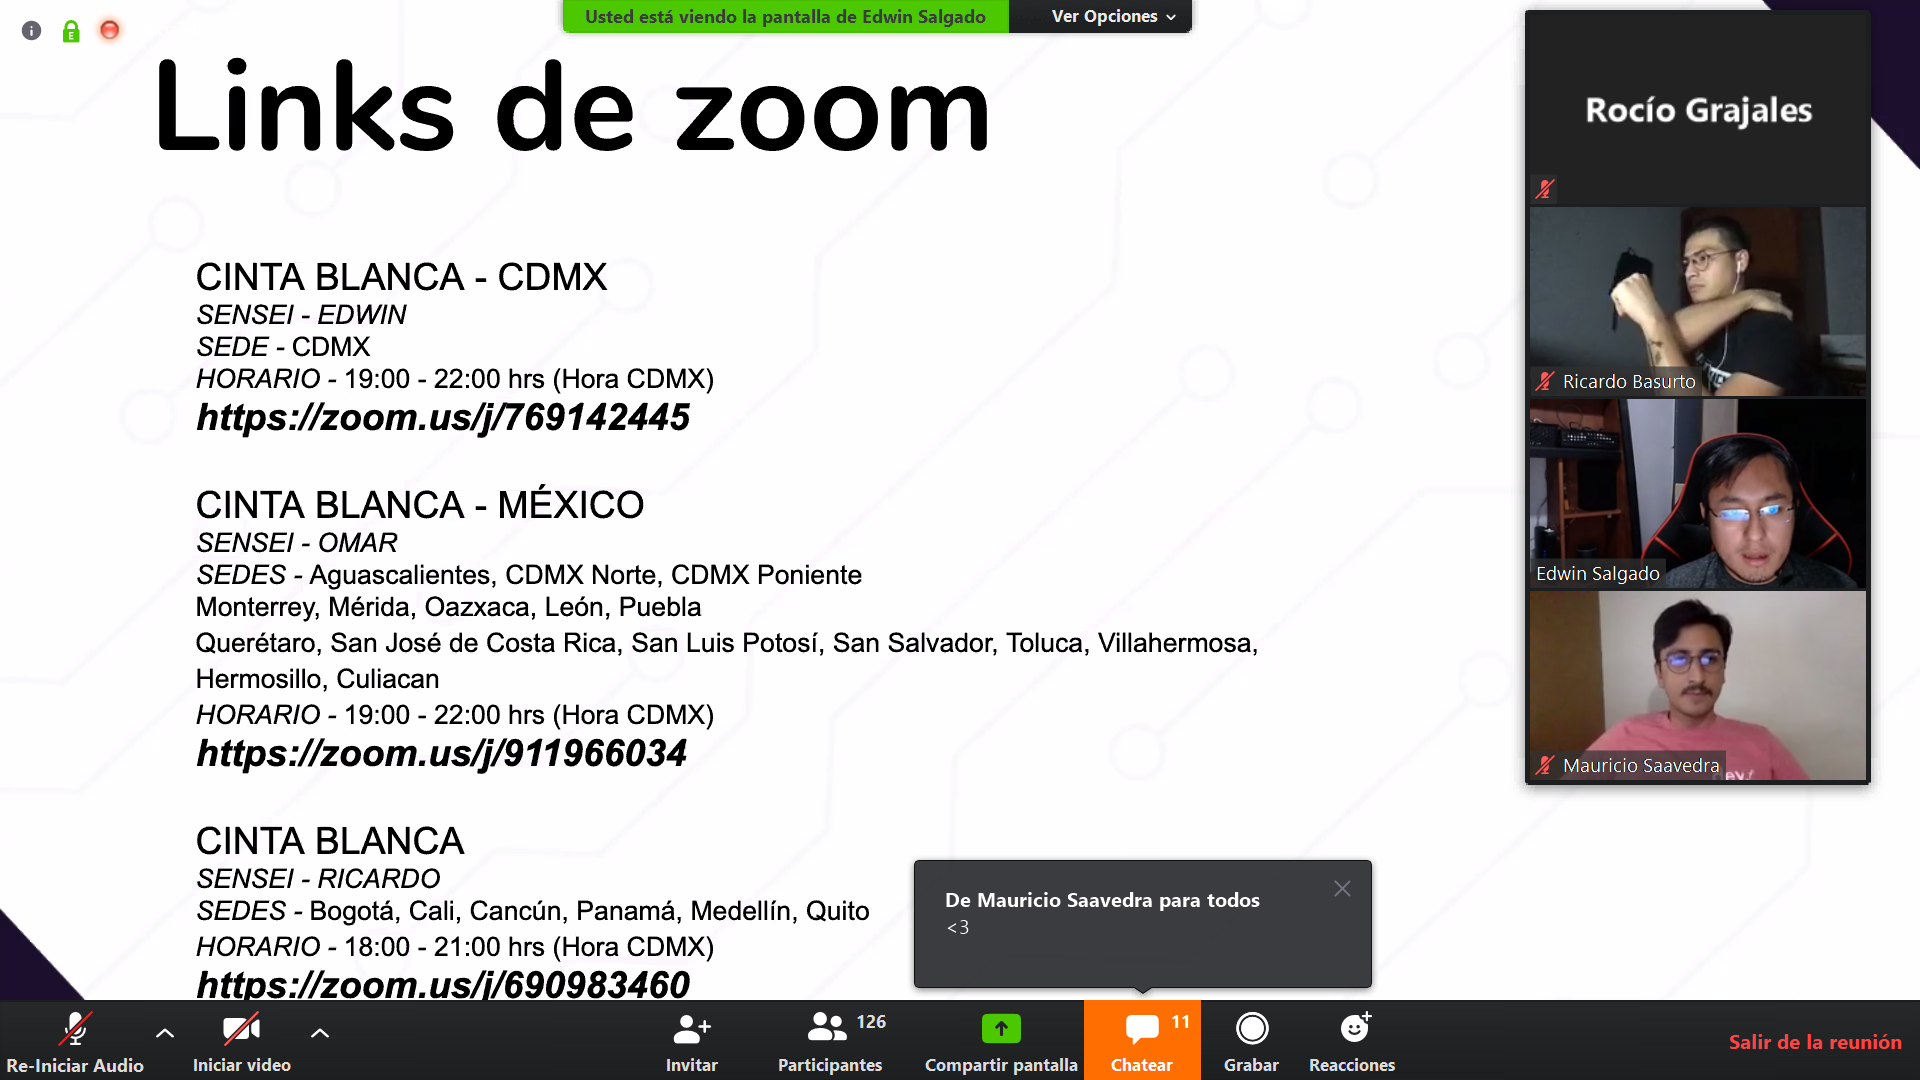 Usted está viendo la pantalla de Edwin Salgado
Ver Opciones
Links de zoom
CINTA BLANCA - CDMX
SENSEI - EDWIN
SEDE - CDMX
HORARIO - 19:00 - 22:00 hrs (Hora CDMX)
https://zoom.us/j/769142445
CINTA BLANCA - MÉXICO
SENSEI - OMAR
SEDES - Aguascalientes, CDMX Norte, CDMX Poniente
Monterrey, Mérida, Oazxaca, León, Puebla
Querétaro, San José de Costa Rica, San Luis Potosí, San Salvador, Toluca, Villahermosa,
Hermosillo, Culiacan
HORARIO - 19:00 - 22:00 hrs (Hora CDMX)
https://zoom.us/j/911966034
CINTA BLANCA
SENSEI - RICARDO
SEDES - Bogotá, Cali, Cancún, Panamá, Medellín, Quito
HORARIO - 18:00 - 21:00 hrs (Hora CDMX)
https://zoom.us/j/690983460
Rocío Grajales
Ricardo Basurto
Edwin Salgado
Mauricio Saavedra
De Mauricio Saavedra para todos
<3
Re-Iniciar Audio
Iniciar video
Invitar
126
Participantes
Compartir pantalla
11
Chatear
Grabar
Reacciones
Salir de la reunión